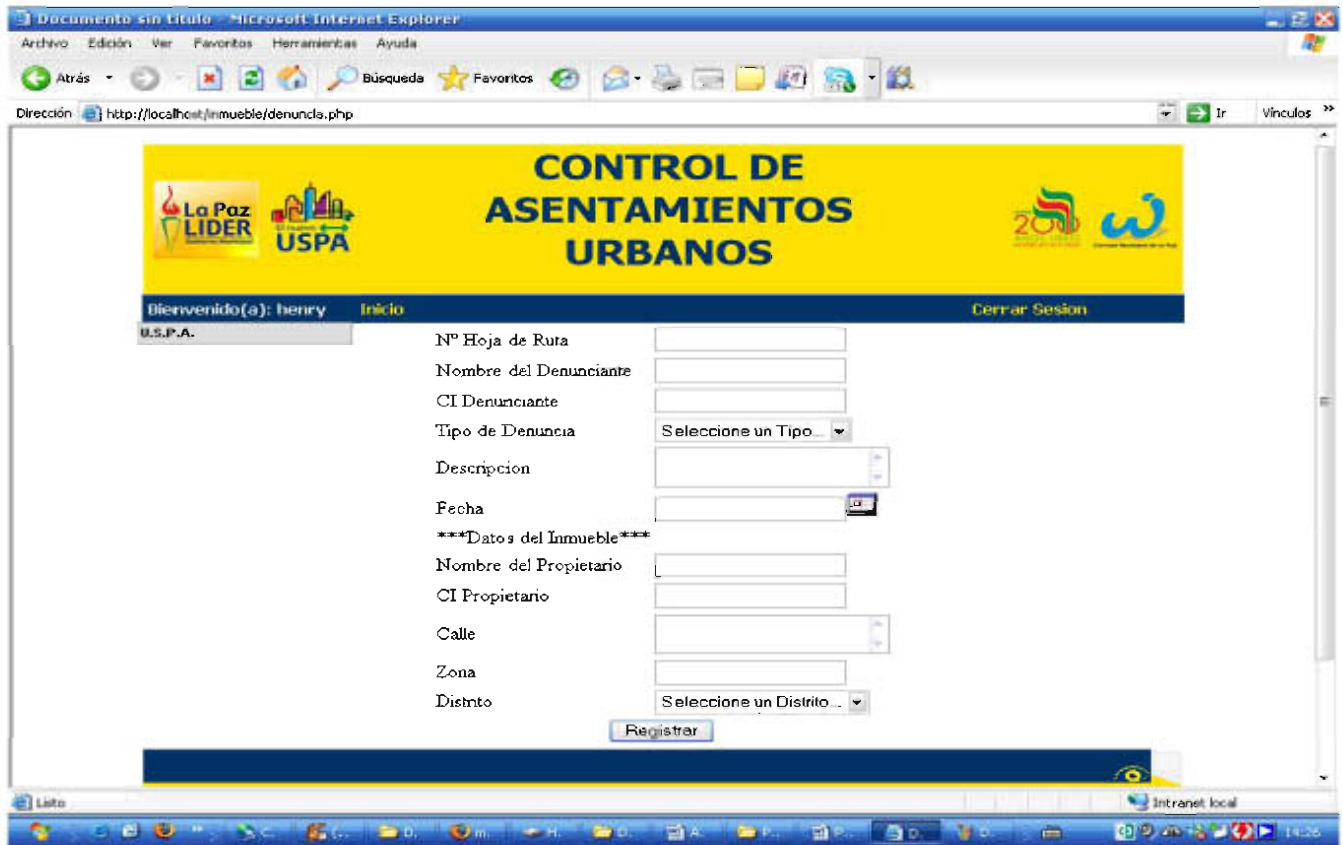 Documento sin título - Microsoft Internet Explorer
Archivo Edición Ver Favoritos Herramientas Ayuda
Atrás Búsqueda Favoritos
Dirección http://localhost/inmueble/denuncia.php Ir Vínculos »
La Paz LIDER
USPA
CONTROL DE
ASENTAMIENTOS
URBANOS
200
Bienvenido(a): henry Inicio Cerrar Sesion
U.S.P.A.
Nº Hoja de Ruta
Nombre del Denunciante
CI Denunciante
Tipo de Denuncia Seleccione un Tipo...
Descripcion
Fecha
***Datos del Inmueble***
Nombre del Propietario
CI Propietario
Calle
Zona
Distrito Seleccione un Distrito...
Registrar
Listo Intranet local
14:26